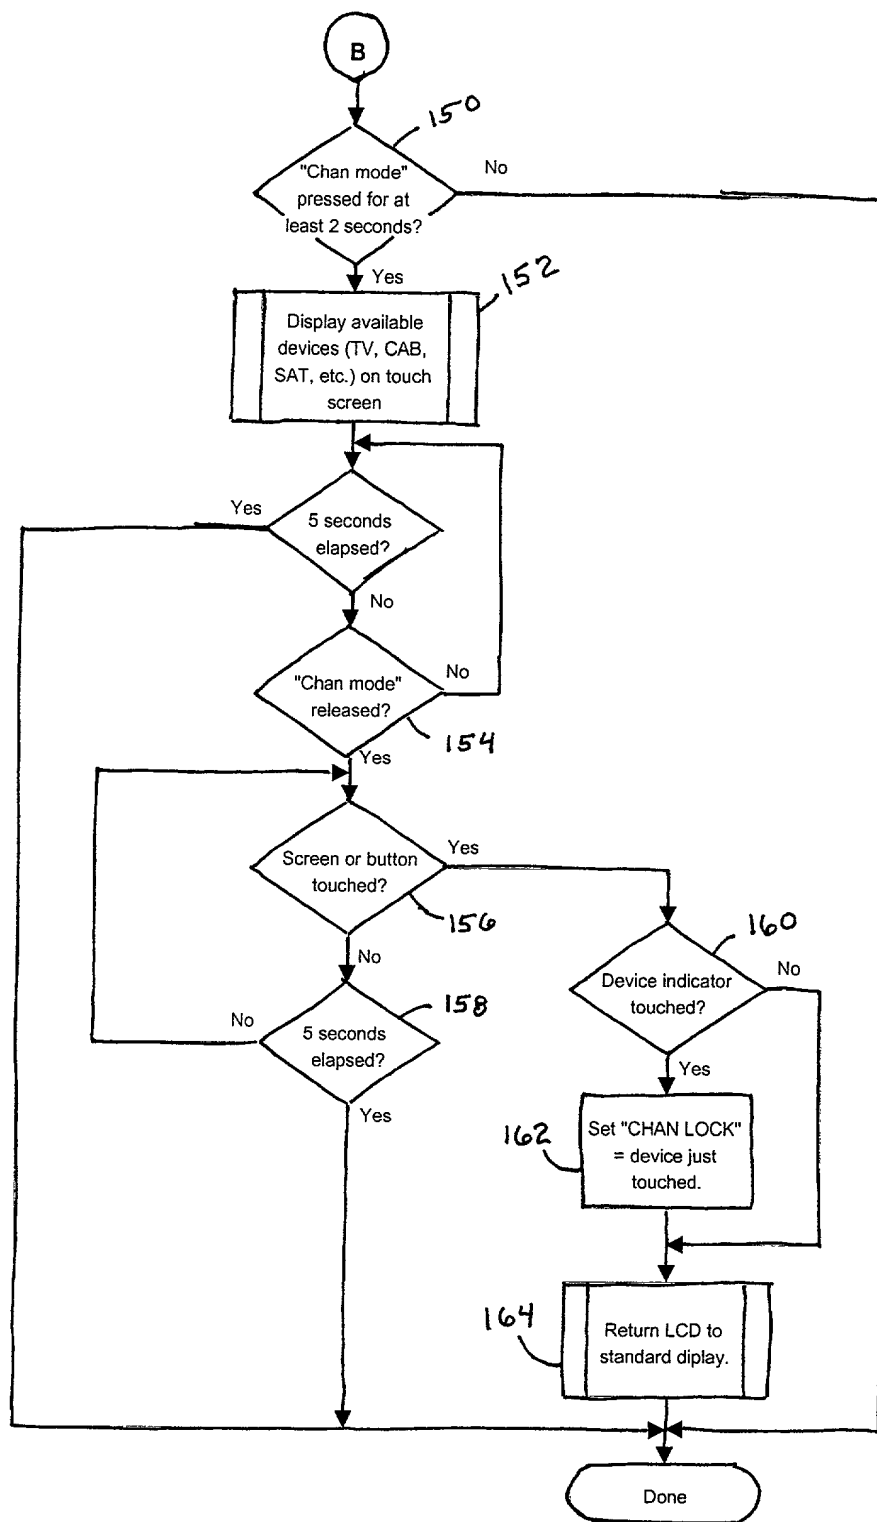 B
150
"Chan mode"
pressed for at
least 2 seconds?
No
Yes
152
Display available
devices (TV, CAB,
SAT, etc.) on touch
screen
Yes
5 seconds
elapsed?
No
"Chan mode"
released?
No
154
Yes
Screen or button
touched?
Yes
156
No
160
Device indicator
touched?
No
158
No
5 seconds
elapsed?
Yes
Yes
162
Set "CHAN LOCK"
= device just
touched.
164
Return LCD to
standard diplay.
Done